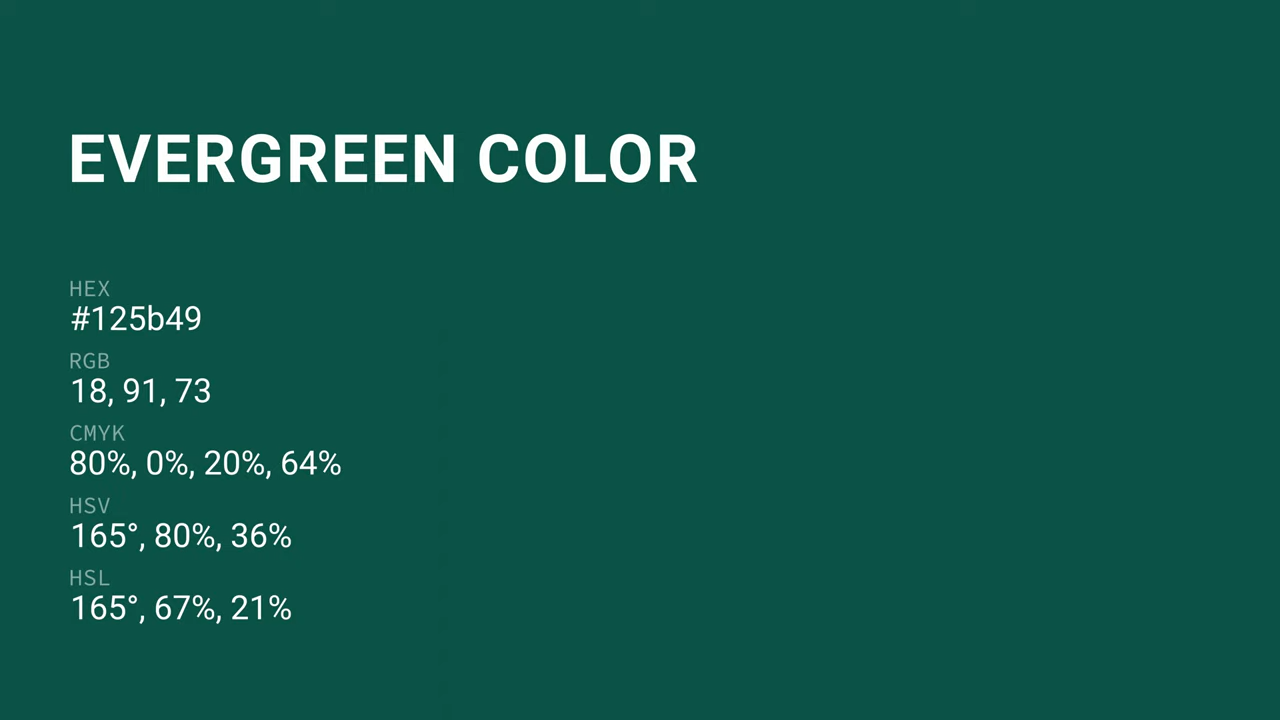 EVERGREEN COLOR
HEX
#125b49
RGB
18, 91, 73
CMYK
80%, 0%, 20%, 64%
HSV
165°, 80%, 36%
HSL
165°, 67%, 21%